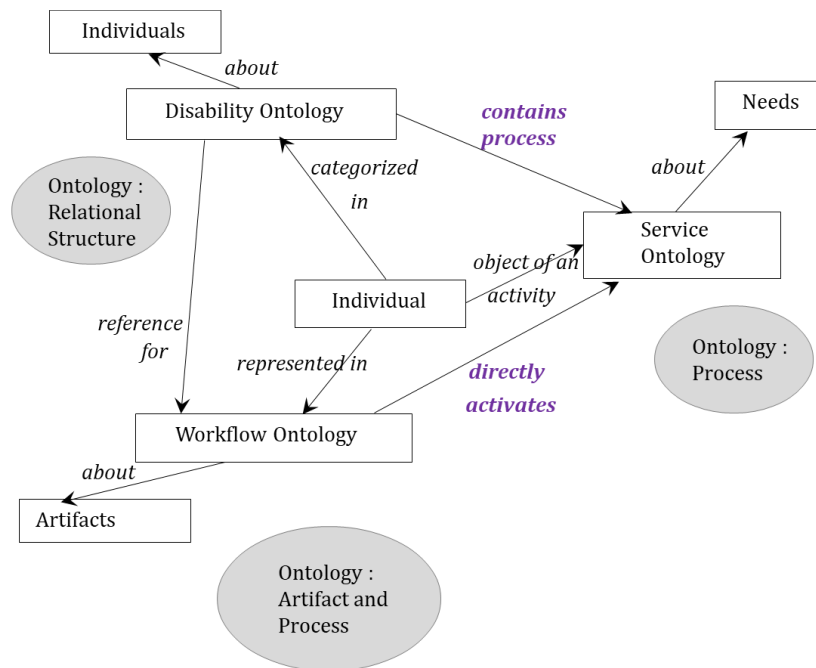 Individuals
about
Disability Ontology
contains
process
Needs
categorized
in
about
Ontology :
Relational
Structure
Service
Ontology
object of an
activity
Individual
reference
for
represented in
Ontology :
Process
directly
activates
Workflow Ontology
about
Artifacts
Ontology :
Artifact and
Process